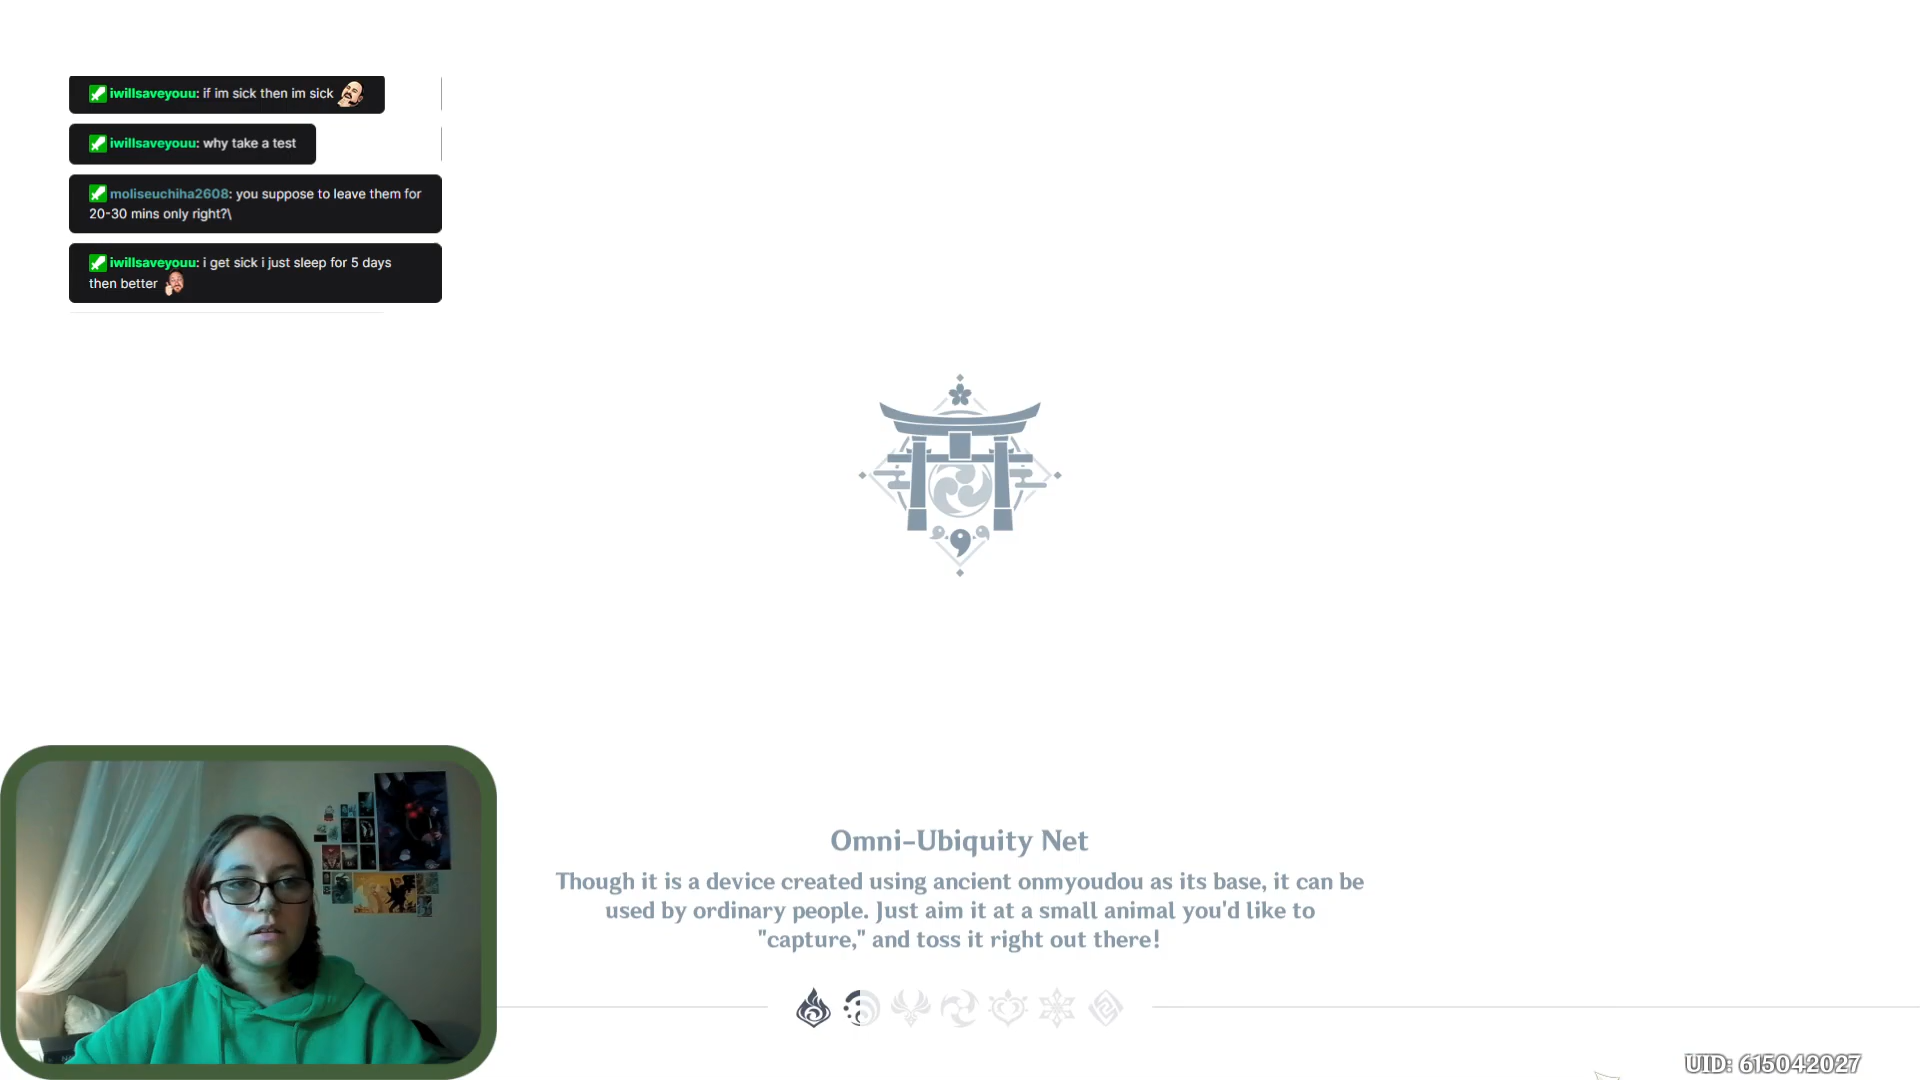 iwillsaveyouu: if im sick then im sick
iwillsaveyouu: why take a test
moliseuchiha2608: you suppose to leave them for
20-30 mins only right?\
iwillsaveyouu: i get sick i just sleep for 5 days
then better
Omni-Ubiquity Net
Though it is a device created using ancient onmyoudou as its base, it can be
used by ordinary people. Just aim it at a small animal you'd like to
"capture," and toss it right out there!
UID: 615042027